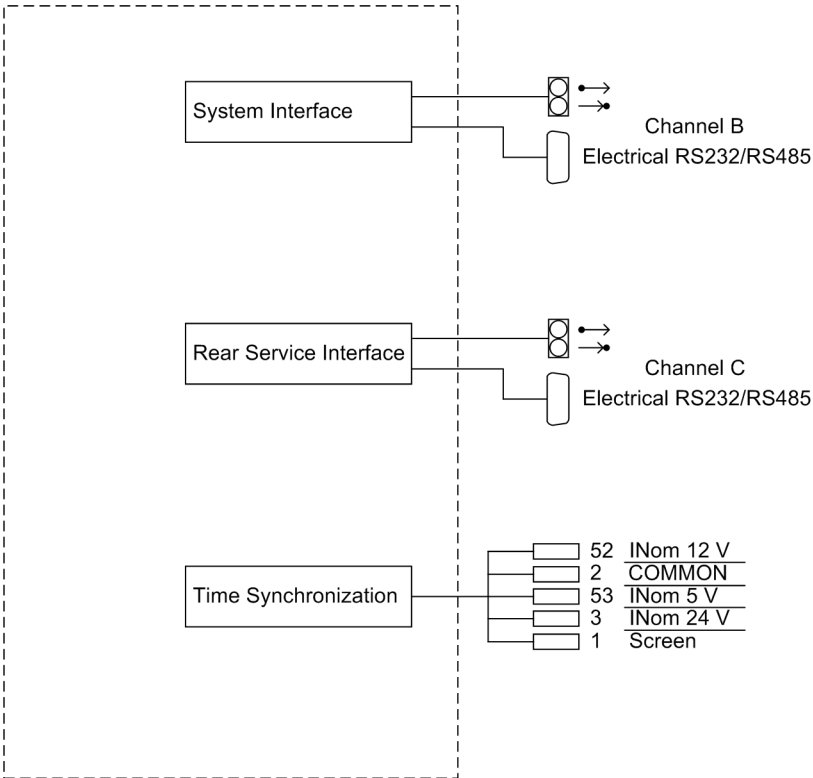 System Interface
Channel B
Electrical RS232/RS485
Rear Service Interface
Channel C
Electrical RS232/RS485
Time Synchronization
52 INom 12 V
2 COMMON
53 INom 5 V
3 INom 24 V
1 Screen